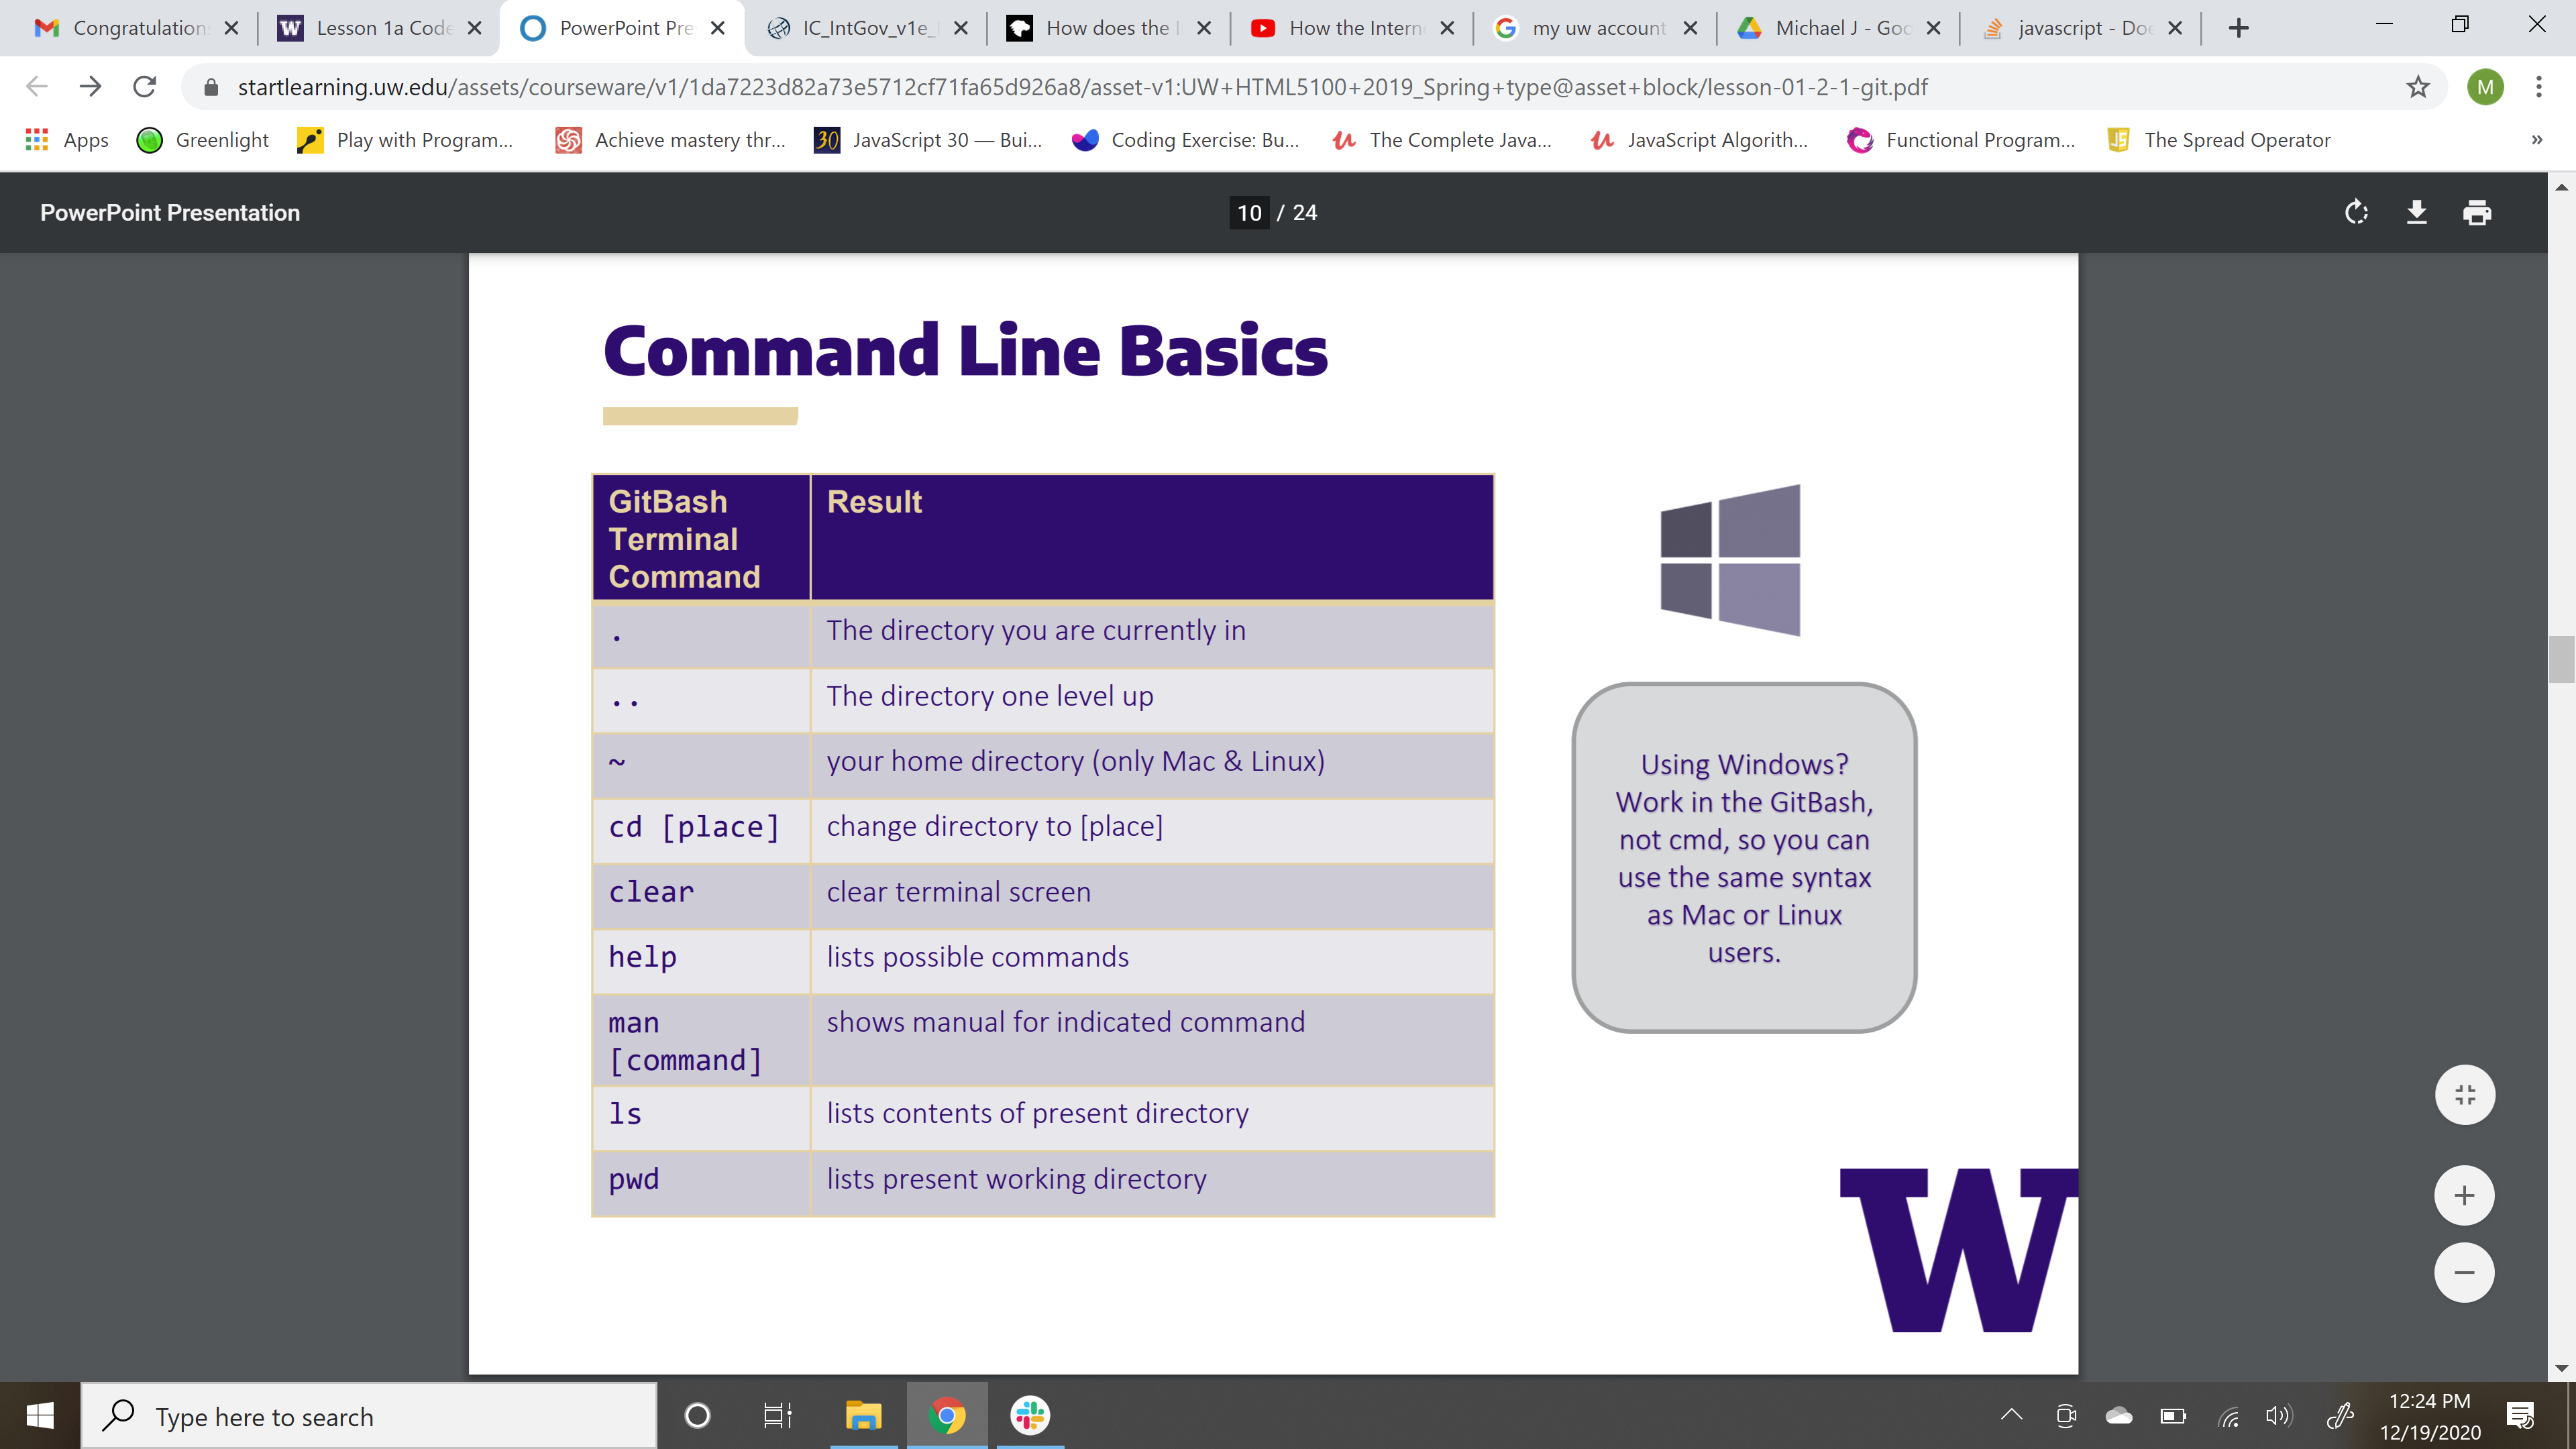 Congratulation
Lesson 1a Code
PowerPoint Pre
IC_IntGov_v1e_
How does the I
How the Intern
my uw account
Michael J - Goo
javascript - Doe
startlearning.uw.edu/assets/courseware/v1/1da7223d82a73e5712cf71fa65d926a8/asset-v1:UW+HTML5100+2019_Spring+type@asset+block/lesson-01-2-1-git.pdf
M
Apps
Greenlight
Play with Program...
Achieve mastery thr...
30
JavaScript 30 — Bui...
Coding Exercise: Bu...
The Complete Java...
JavaScript Algorith...
Functional Program...
JS
The Spread Operator
»
PowerPoint Presentation
10 / 24
Command Line Basics
GitBash Result
Terminal
Command
. The directory you are currently in
.. The directory one level up
~ your home directory (only Mac & Linux)
cd [place] change directory to [place]
clear clear terminal screen
help lists possible commands
man shows manual for indicated command
[command]
ls lists contents of present directory
pwd lists present working directory
Using Windows?
Work in the GitBash,
not cmd, so you can
use the same syntax
as Mac or Linux
users.
W
Type here to search
12:24 PM
12/19/2020